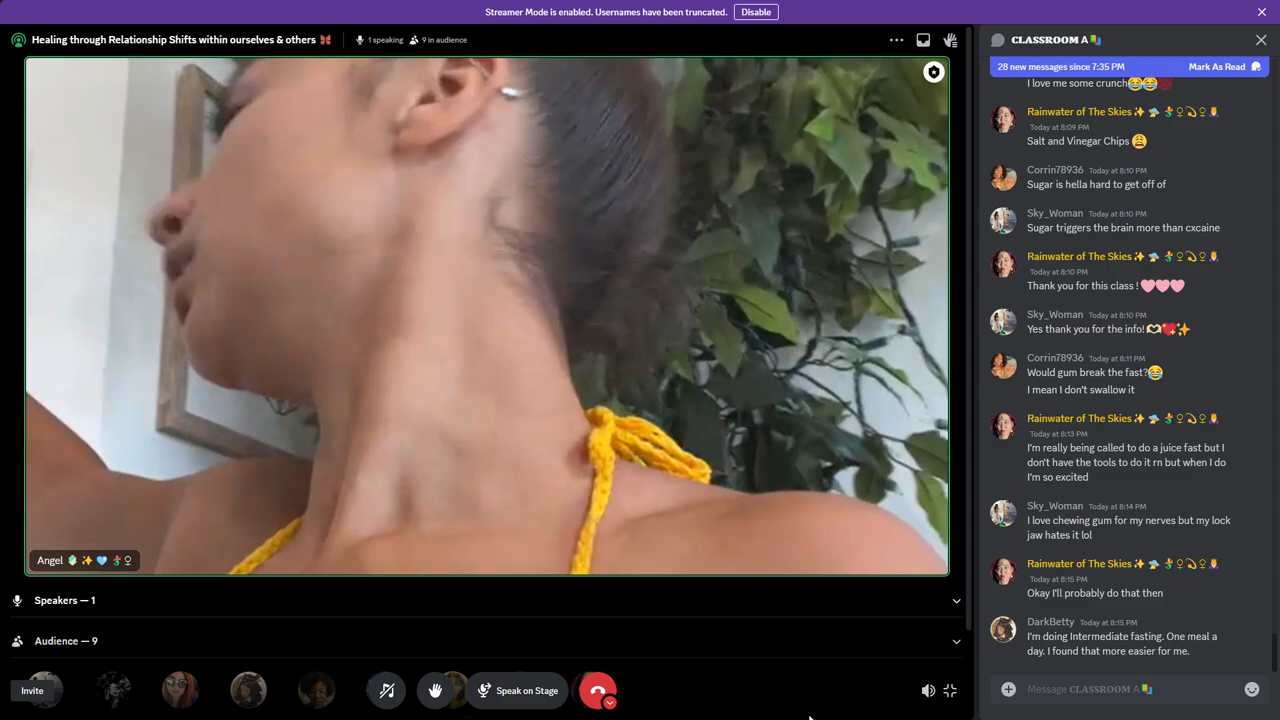 Streamer Mode is enabled. Usernames have been truncated. Disable
Healing through Relationship Shifts within ourselves & others 🦋
1 speaking 9 in audience
Angel
Speakers — 1
Audience — 9
Invite
Speak on Stage
CLASSROOM A
28 new messages since 7:35 PM Mark As Read
I love me some crunch😂😂
Rainwater of The Skies
Today at 8:09 PM
Salt and Vinegar Chips 😩
Corrin78936 Today at 8:10 PM
Sugar is hella hard to get off of
Sky_Woman Today at 8:10 PM
Sugar triggers the brain more than cxcaine
Rainwater of The Skies
Today at 8:10 PM
Thank you for this class !
Sky_Woman Today at 8:10 PM
Yes thank you for the info!
Corrin78936 Today at 8:11 PM
Would gum break the fast?😂
I mean I don't swallow it
Rainwater of The Skies
Today at 8:13 PM
I'm really being called to do a juice fast but I
don't have the tools to do it rn but when I do
I'm so excited
Sky_Woman Today at 8:14 PM
I love chewing gum for my nerves but my lock
jaw hates it lol
Rainwater of The Skies
Today at 8:15 PM
Okay I'll probably do that then
DarkBetty Today at 8:15 PM
I'm doing Intermediate fasting. One meal a
day. I found that more easier for me.
Message CLASSROOM A